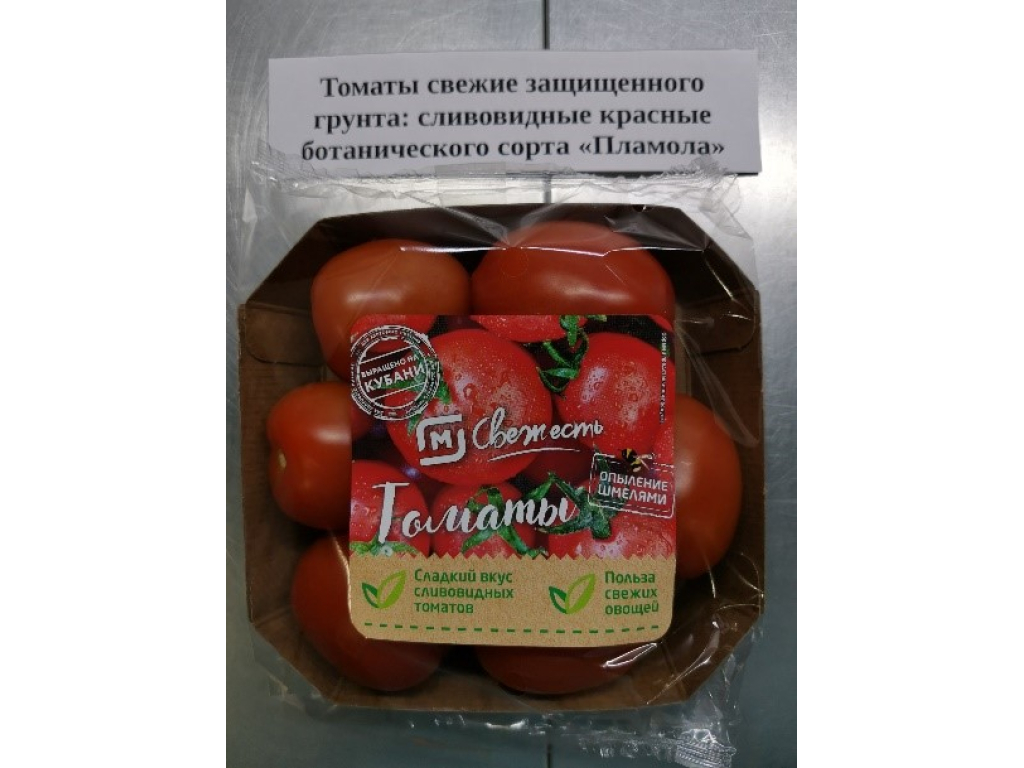 Томаты свежие защищенного
грунта: сливовидные красные
ботанического сорта «Пламола»
ВЫРАЩЕНО НА
КУБАНИ
М Свежесть
ОПЫЛЕНИЕ
ШМЕЛЯМИ
Томаты
Сладкий вкус
сливовидных
томатов
Польза
свежих
овощей